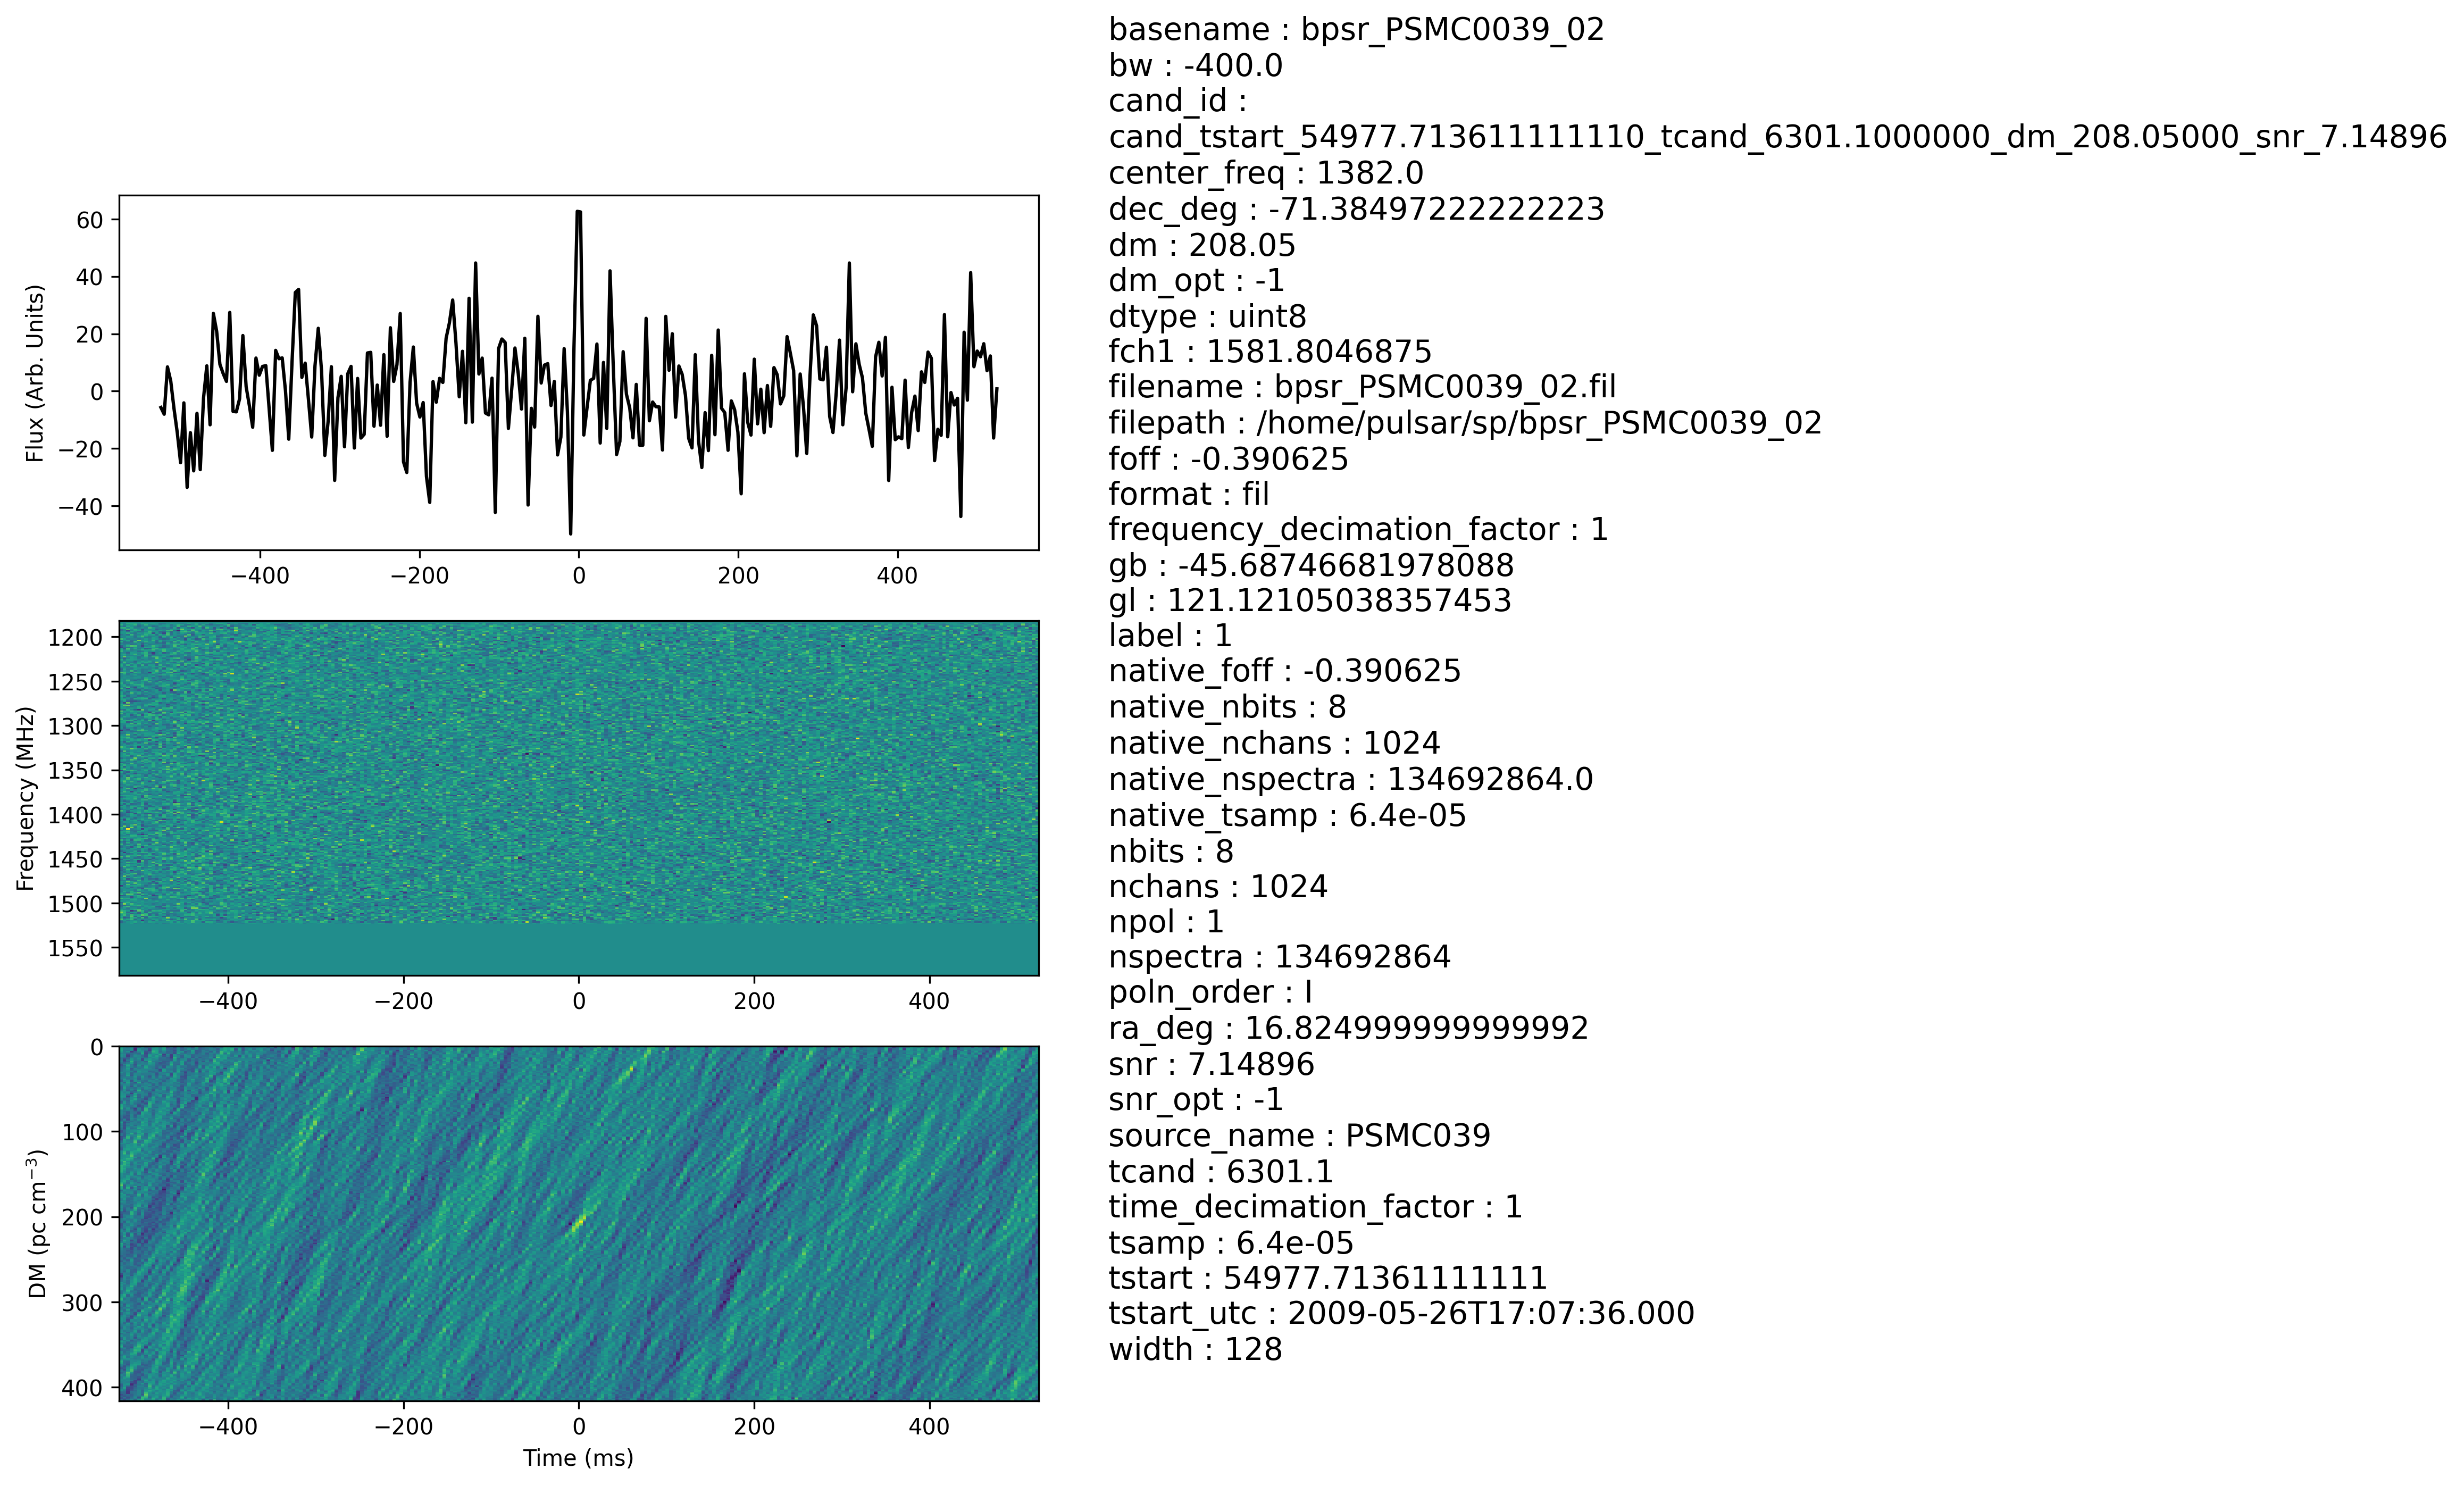 basename : bpsr_PSMC0039_02
bw : -400.0
cand_id :
cand_tstart_54977.713611111110_tcand_6301.1000000_dm_208.05000_snr_7.14896
center_freq : 1382.0
dec_deg : -71.38497222222223
dm : 208.05
dm_opt : -1
dtype : uint8
fch1 : 1581.8046875
filename : bpsr_PSMC0039_02.fil
filepath : /home/pulsar/sp/bpsr_PSMC0039_02
foff : -0.390625
format : fil
frequency_decimation_factor : 1
gb : -45.68746681978088
gl : 121.12105038357453
label : 1
native_foff : -0.390625
native_nbits : 8
native_nchans : 1024
native_nspectra : 134692864.0
native_tsamp : 6.4e-05
nbits : 8
nchans : 1024
npol : 1
nspectra : 134692864
poln_order : I
ra_deg : 16.824999999999992
snr : 7.14896
snr_opt : -1
source_name : PSMC039
tcand : 6301.1
time_decimation_factor : 1
tsamp : 6.4e-05
tstart : 54977.71361111111
tstart_utc : 2009-05-26T17:07:36.000
width : 128
Flux (Arb. Units)
60
40
20
0
−20
−40
−400 −200 0 200 400
Frequency (MHz)
1200
1250
1300
1350
1400
1450
1500
1550
−400 −200 0 200 400
DM (pc cm⁻³)
0
100
200
300
400
−400 −200 0 200 400
Time (ms)